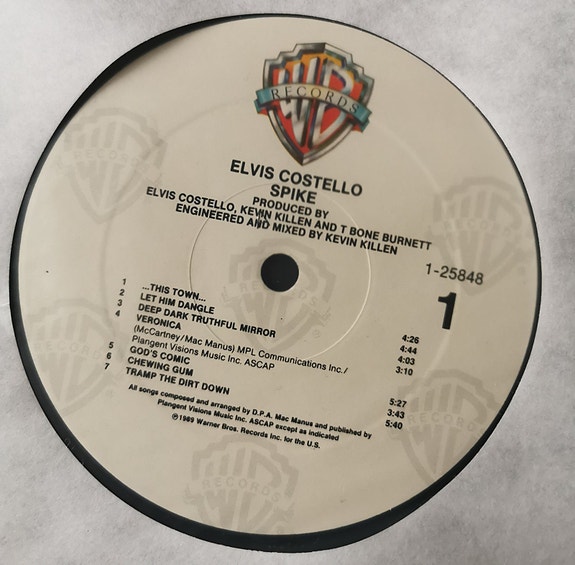 WB
RECORDS
ELVIS COSTELLO
SPIKE
PRODUCED BY
ELVIS COSTELLO, KEVIN KILLEN AND T BONE BURNETT
ENGINEERED AND MIXED BY KEVIN KILLEN
1-25848
1
1 ...THIS TOWN... 4:26
2 LET HIM DANGLE 4:44
3 DEEP DARK TRUTHFUL MIRROR 4:03
4 VERONICA 3:10
(McCartney/Mac Manus) MPL Communications Inc./
Plangent Visions Music Inc. ASCAP
5 GOD'S COMIC 5:27
6 CHEWING GUM 3:43
7 TRAMP THE DIRT DOWN 5:40
All songs composed and arranged by D.P.A. Mac Manus and published by
Plangent Visions Music Inc. ASCAP except as indicated
℗©1989 Warner Bros. Records Inc. for the U.S.